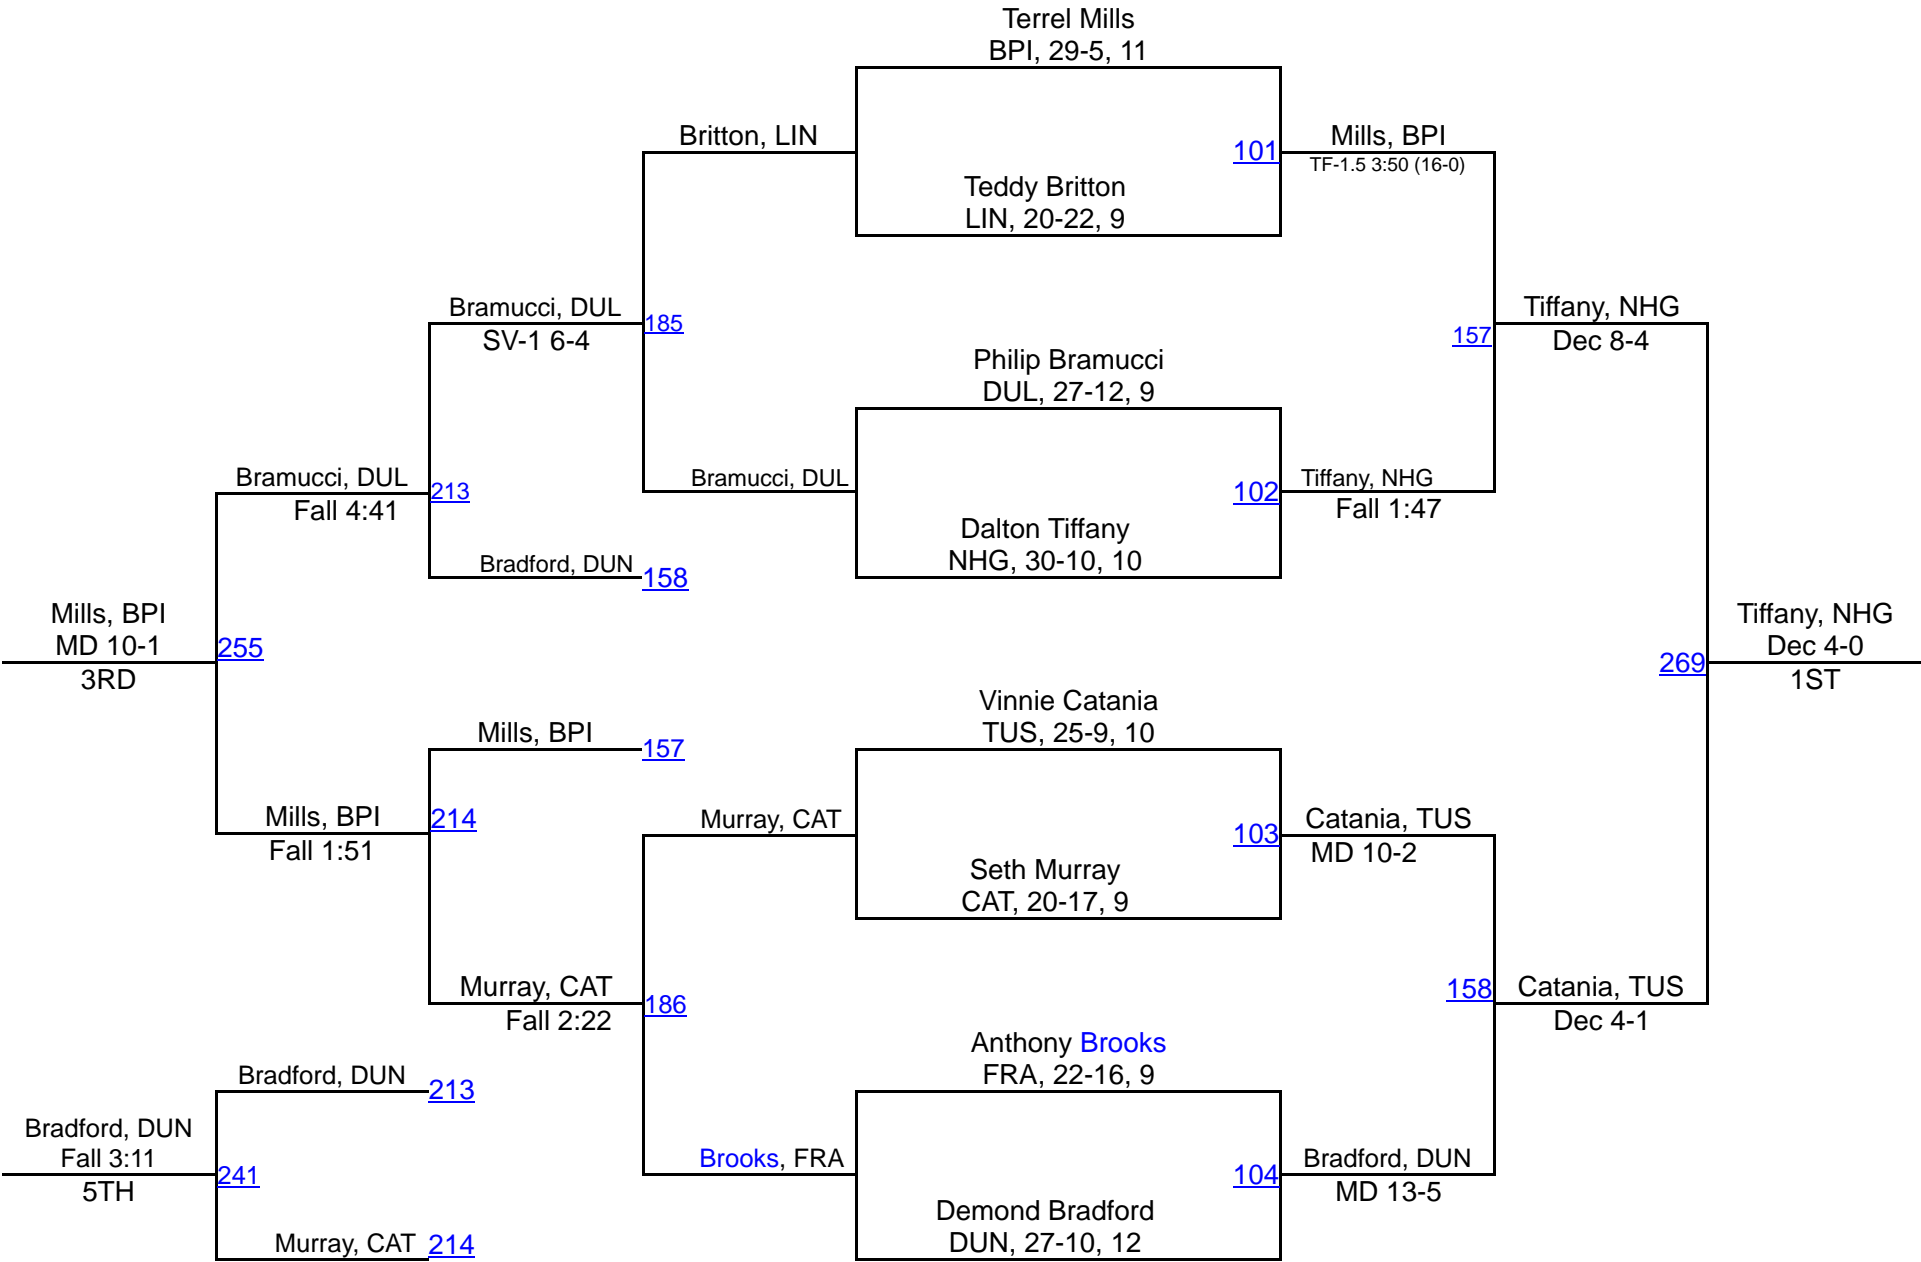 Terrel Mills
BPI, 29-5, 11
Britton, LIN
101
Mills, BPI
TF-1.5 3:50 (16-0)
Teddy Britton
LIN, 20-22, 9
Bramucci, DUL
SV-1 6-4
185
157
Tiffany, NHG
Dec 8-4
Philip Bramucci
DUL, 27-12, 9
Bramucci, DUL
Fall 4:41
213
Bramucci, DUL
102
Tiffany, NHG
Fall 1:47
Dalton Tiffany
NHG, 30-10, 10
Bradford, DUN
158
Mills, BPI
MD 10-1
3RD
255
269
Tiffany, NHG
Dec 4-0
1ST
Vinnie Catania
TUS, 25-9, 10
Mills, BPI
157
Mills, BPI
Fall 1:51
214
Murray, CAT
103
Catania, TUS
MD 10-2
Seth Murray
CAT, 20-17, 9
Murray, CAT
Fall 2:22
186
158
Catania, TUS
Dec 4-1
Anthony Brooks
FRA, 22-16, 9
Bradford, DUN
213
Bradford, DUN
Fall 3:11
5TH
241
Brooks, FRA
104
Bradford, DUN
MD 13-5
Demond Bradford
DUN, 27-10, 12
Murray, CAT
214